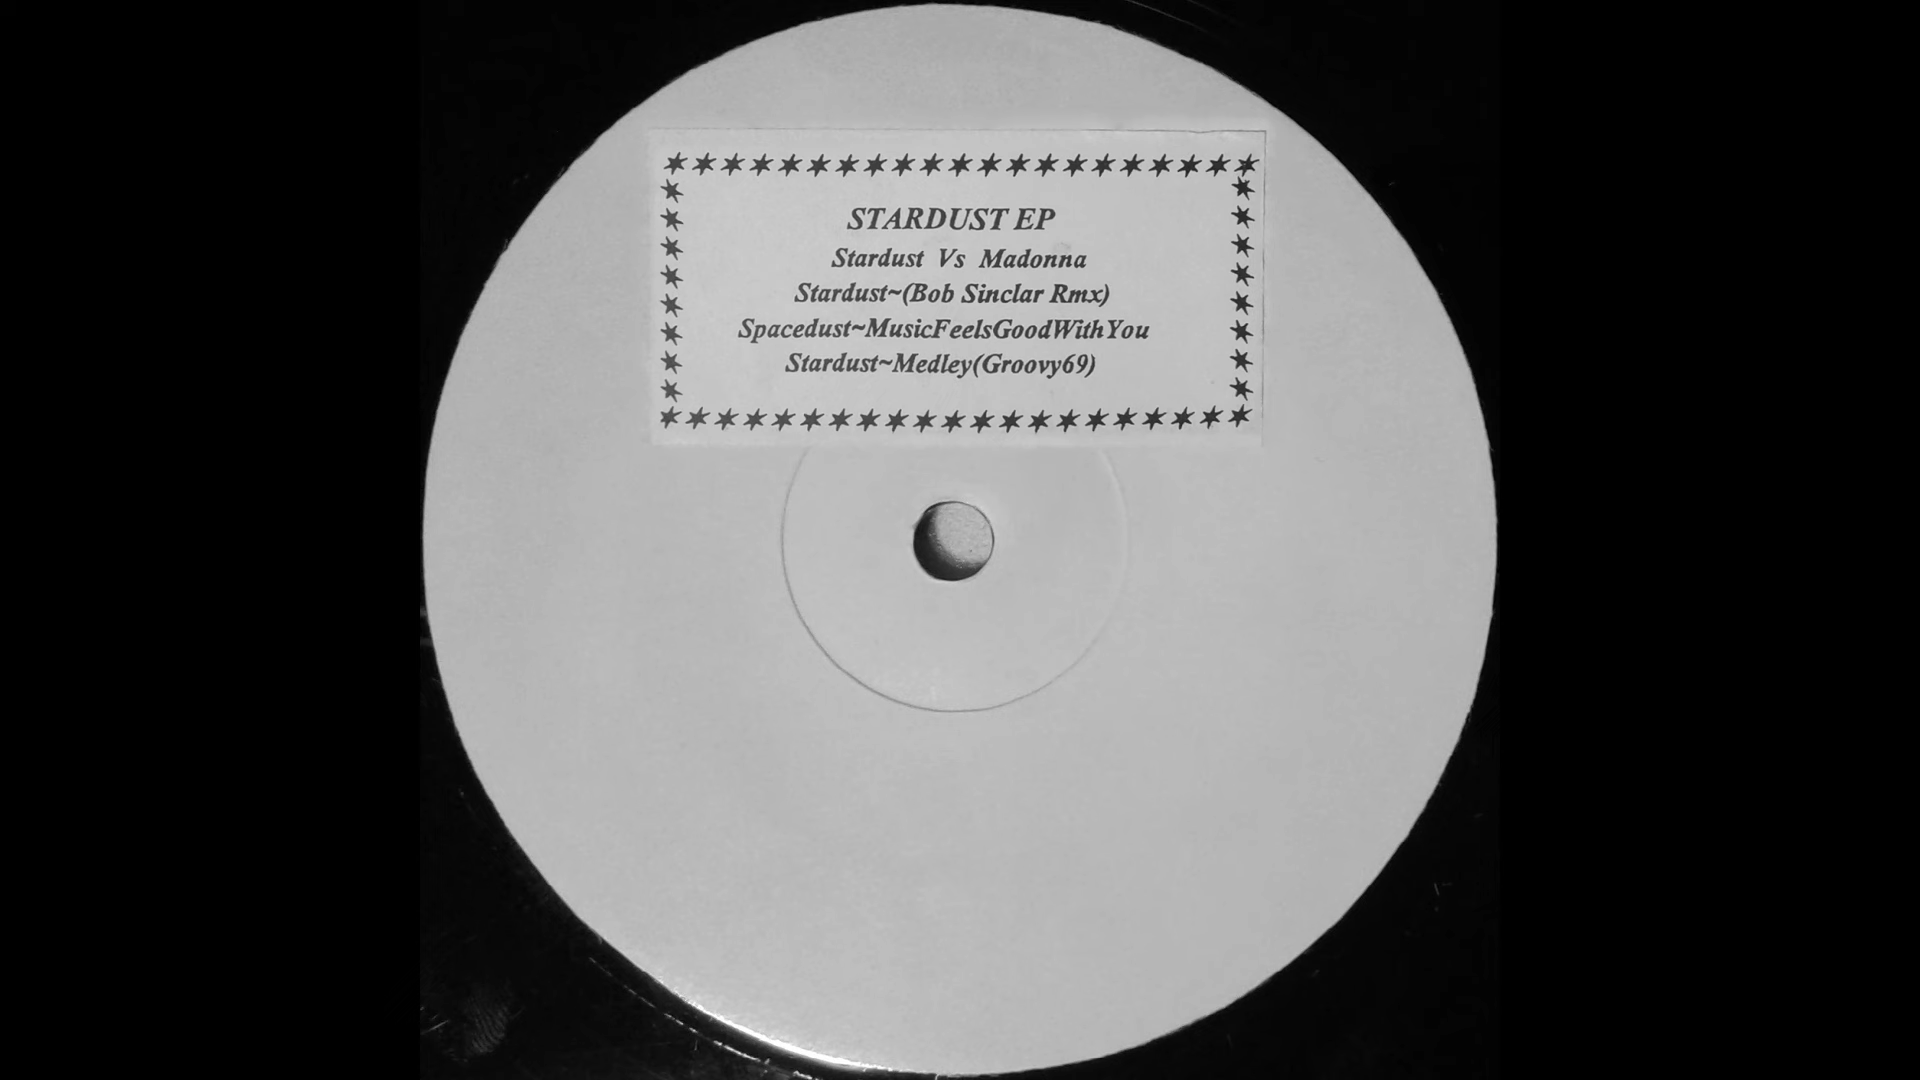 STARDUST EP
Stardust Vs Madonna
Stardust~(Bob Sinclar Rmx)
Spacedust~MusicFeelsGoodWithYou
Stardust~Medley(Groovy69)